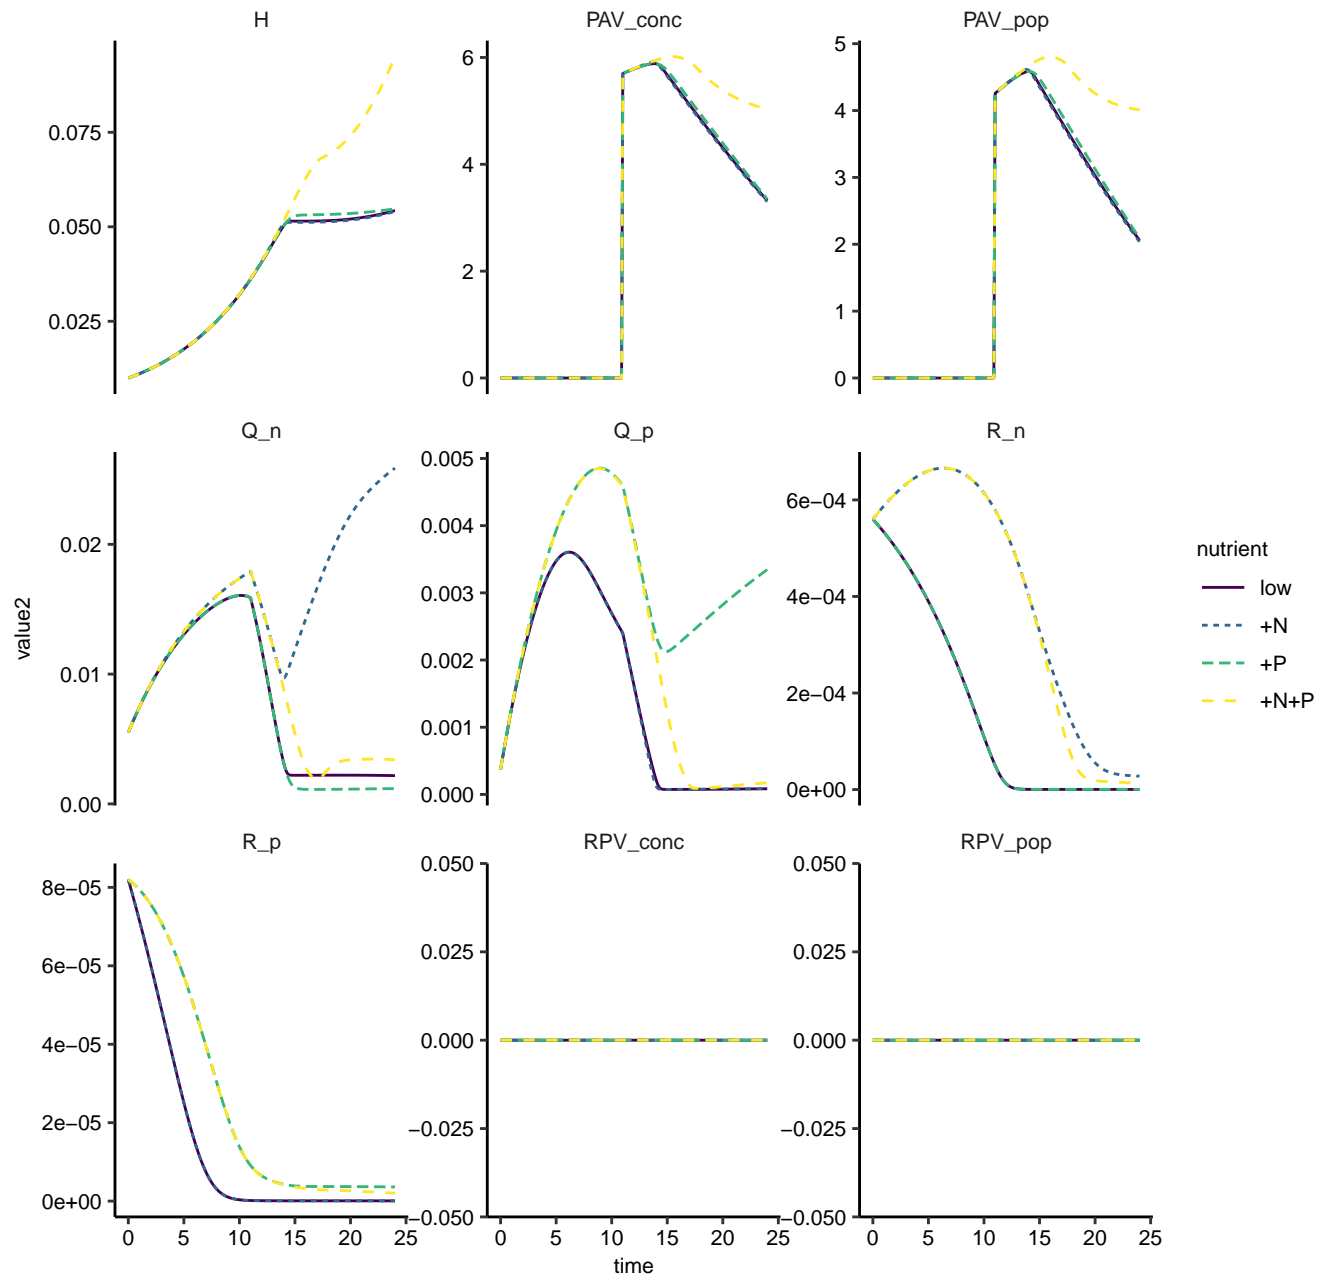 H
PAV_conc
PAV_pop
0.075
0.050
0.025
6
4
2
0
5
4
3
2
1
0
Q_n
Q_p
R_n
0.02
0.01
0.00
0.005
0.004
0.003
0.002
0.001
0.000
6e−04
4e−04
2e−04
0e+00
value2
nutrient
low
+N
+P
+N+P
R_p
RPV_conc
RPV_pop
8e−05
6e−05
4e−05
2e−05
0e+00
0.050
0.025
0.000
−0.025
−0.050
0.050
0.025
0.000
−0.025
−0.050
0 5 10 15 20 25
0 5 10 15 20 25
0 5 10 15 20 25
time